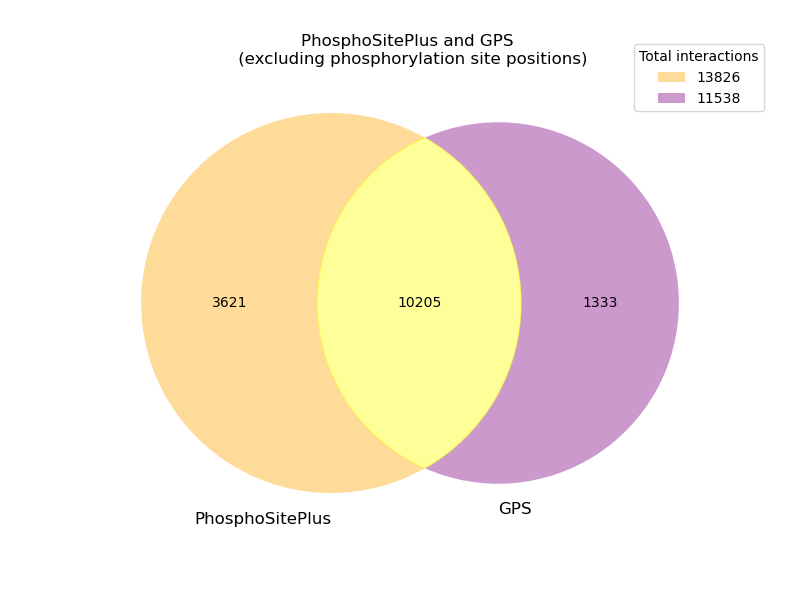 PhosphoSitePlus and GPS
(excluding phosphorylation site positions)
Total interactions
13826
11538
3621
10205
1333
PhosphoSitePlus
GPS